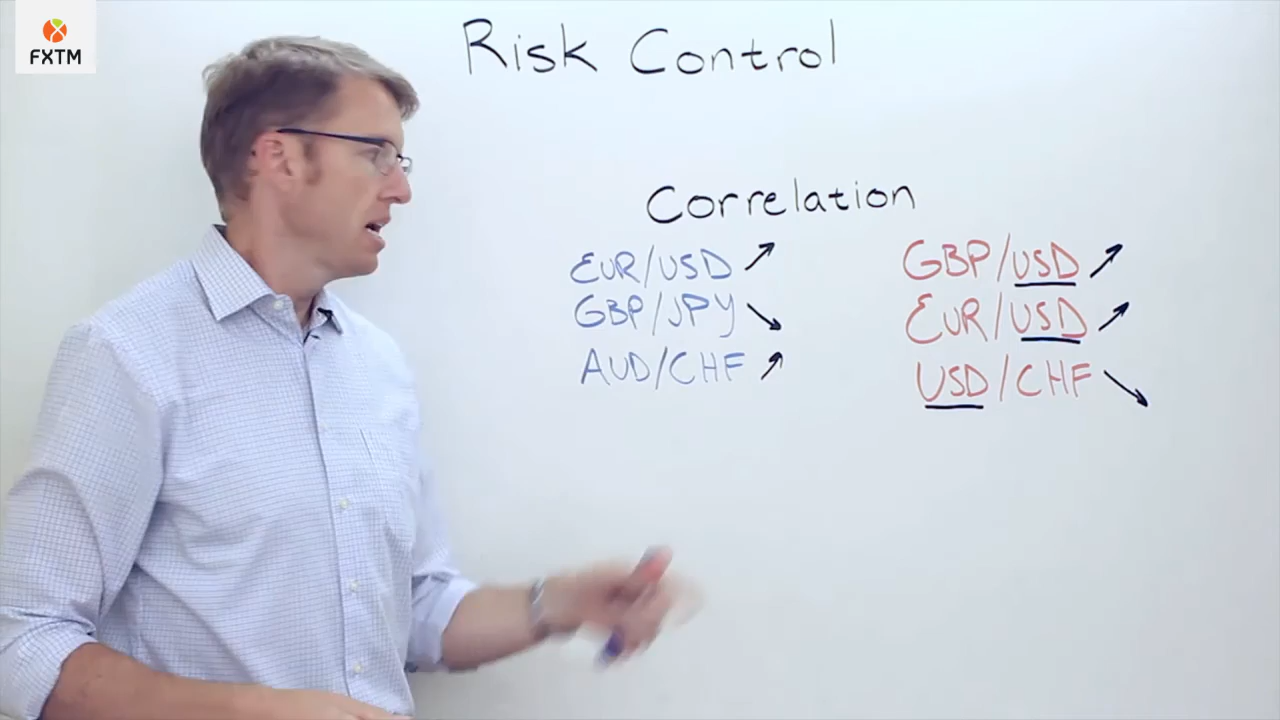 FXTM
Risk Control
Correlation
EUR/USD ↗
GBP/JPY ↘
AUD/CHF ↗
GBP/USD ↗
EUR/USD ↗
USD/CHF ↘